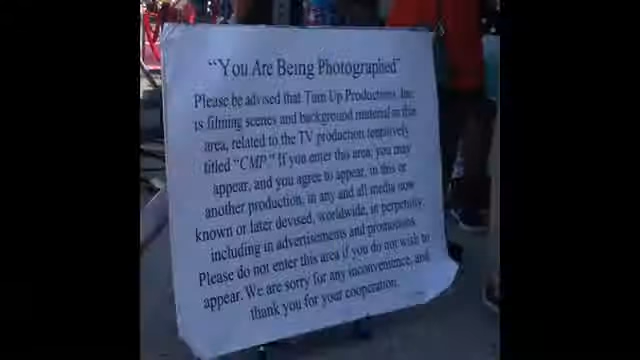 “You Are Being Photographed”
Please be advised that Turn Up Productions, Inc.
is filming scenes and background material in this
area, related to the TV production tentatively
titled “CMP.” If you enter this area, you may
appear, and you agree to appear, in this or
another production, in any and all media now
known or later devised, worldwide, in perpetuity,
including in advertisements and promotions.
Please do not enter this area if you do not wish to
appear. We are sorry for any inconvenience, and
thank you for your cooperation.